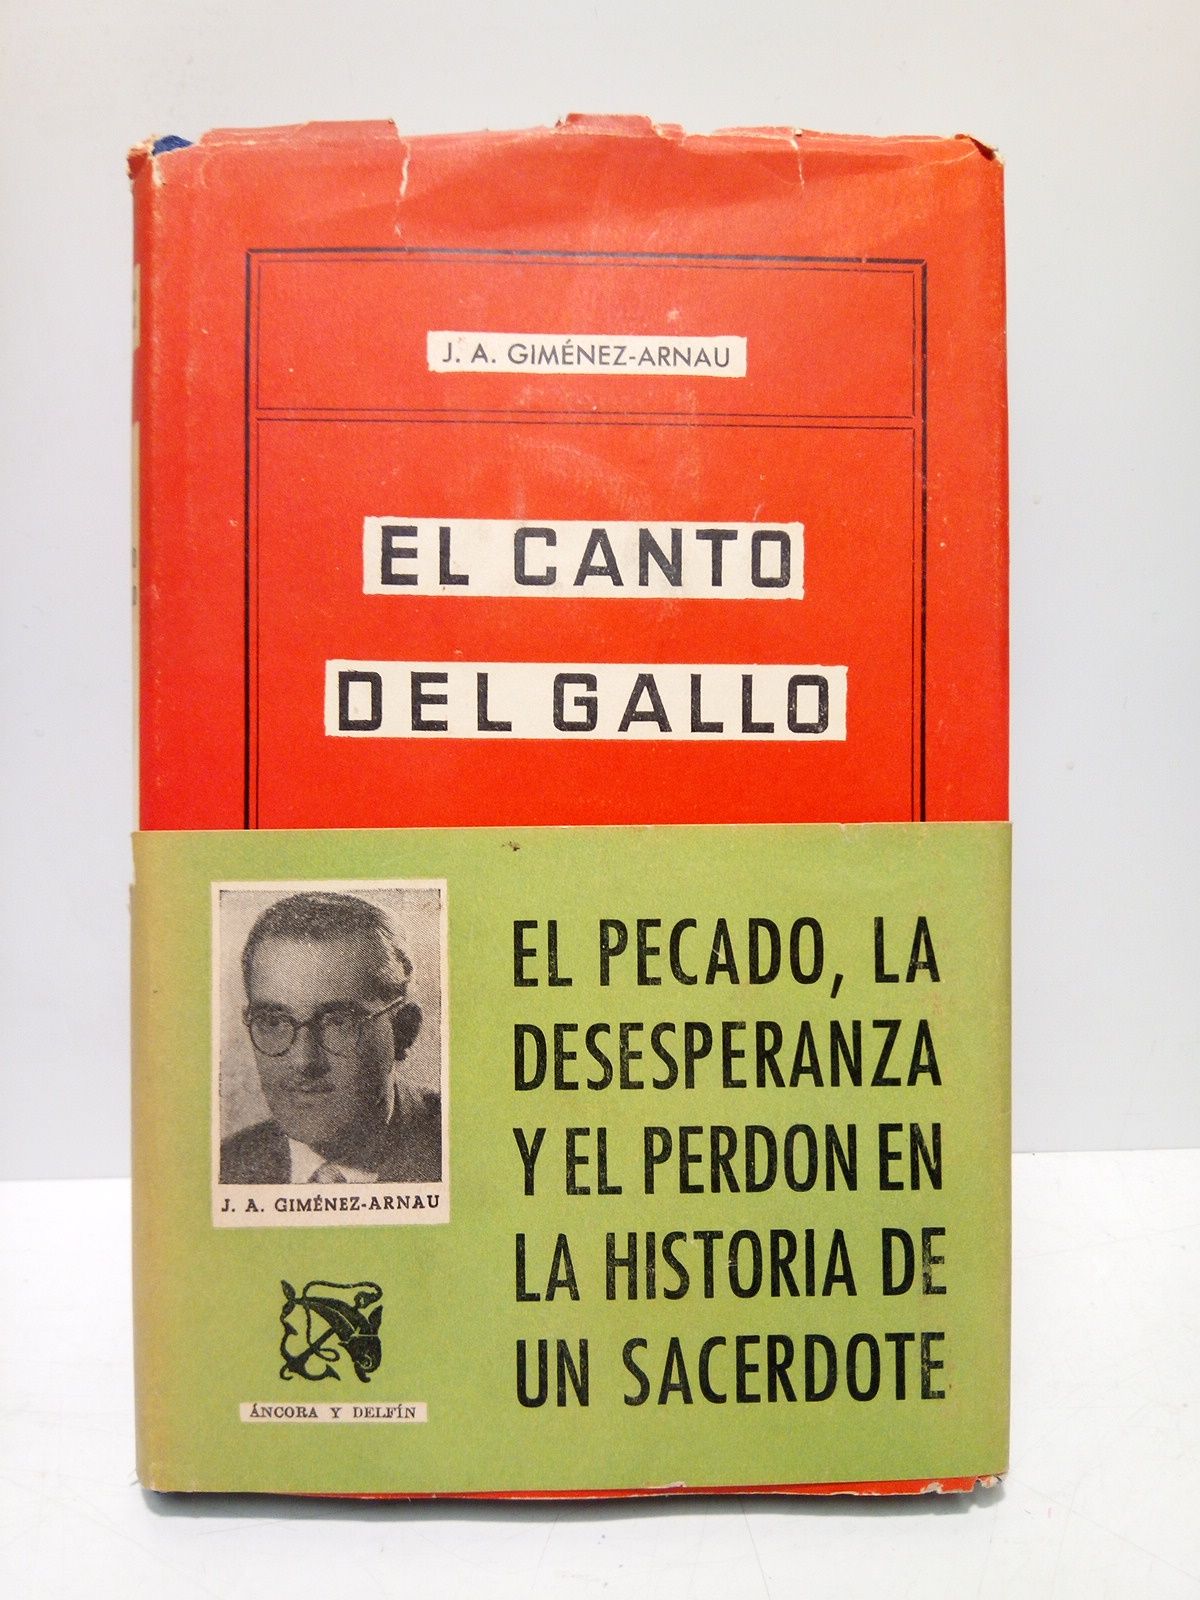 J. A. GIMÉNEZ-ARNAU
EL CANTO
DEL GALLO
J. A. GIMÉNEZ-ARNAU
ÁNCORA Y DELFÍN
EL PECADO, LA
DESESPERANZA
Y EL PERDON EN
LA HISTORIA DE
UN SACERDOTE